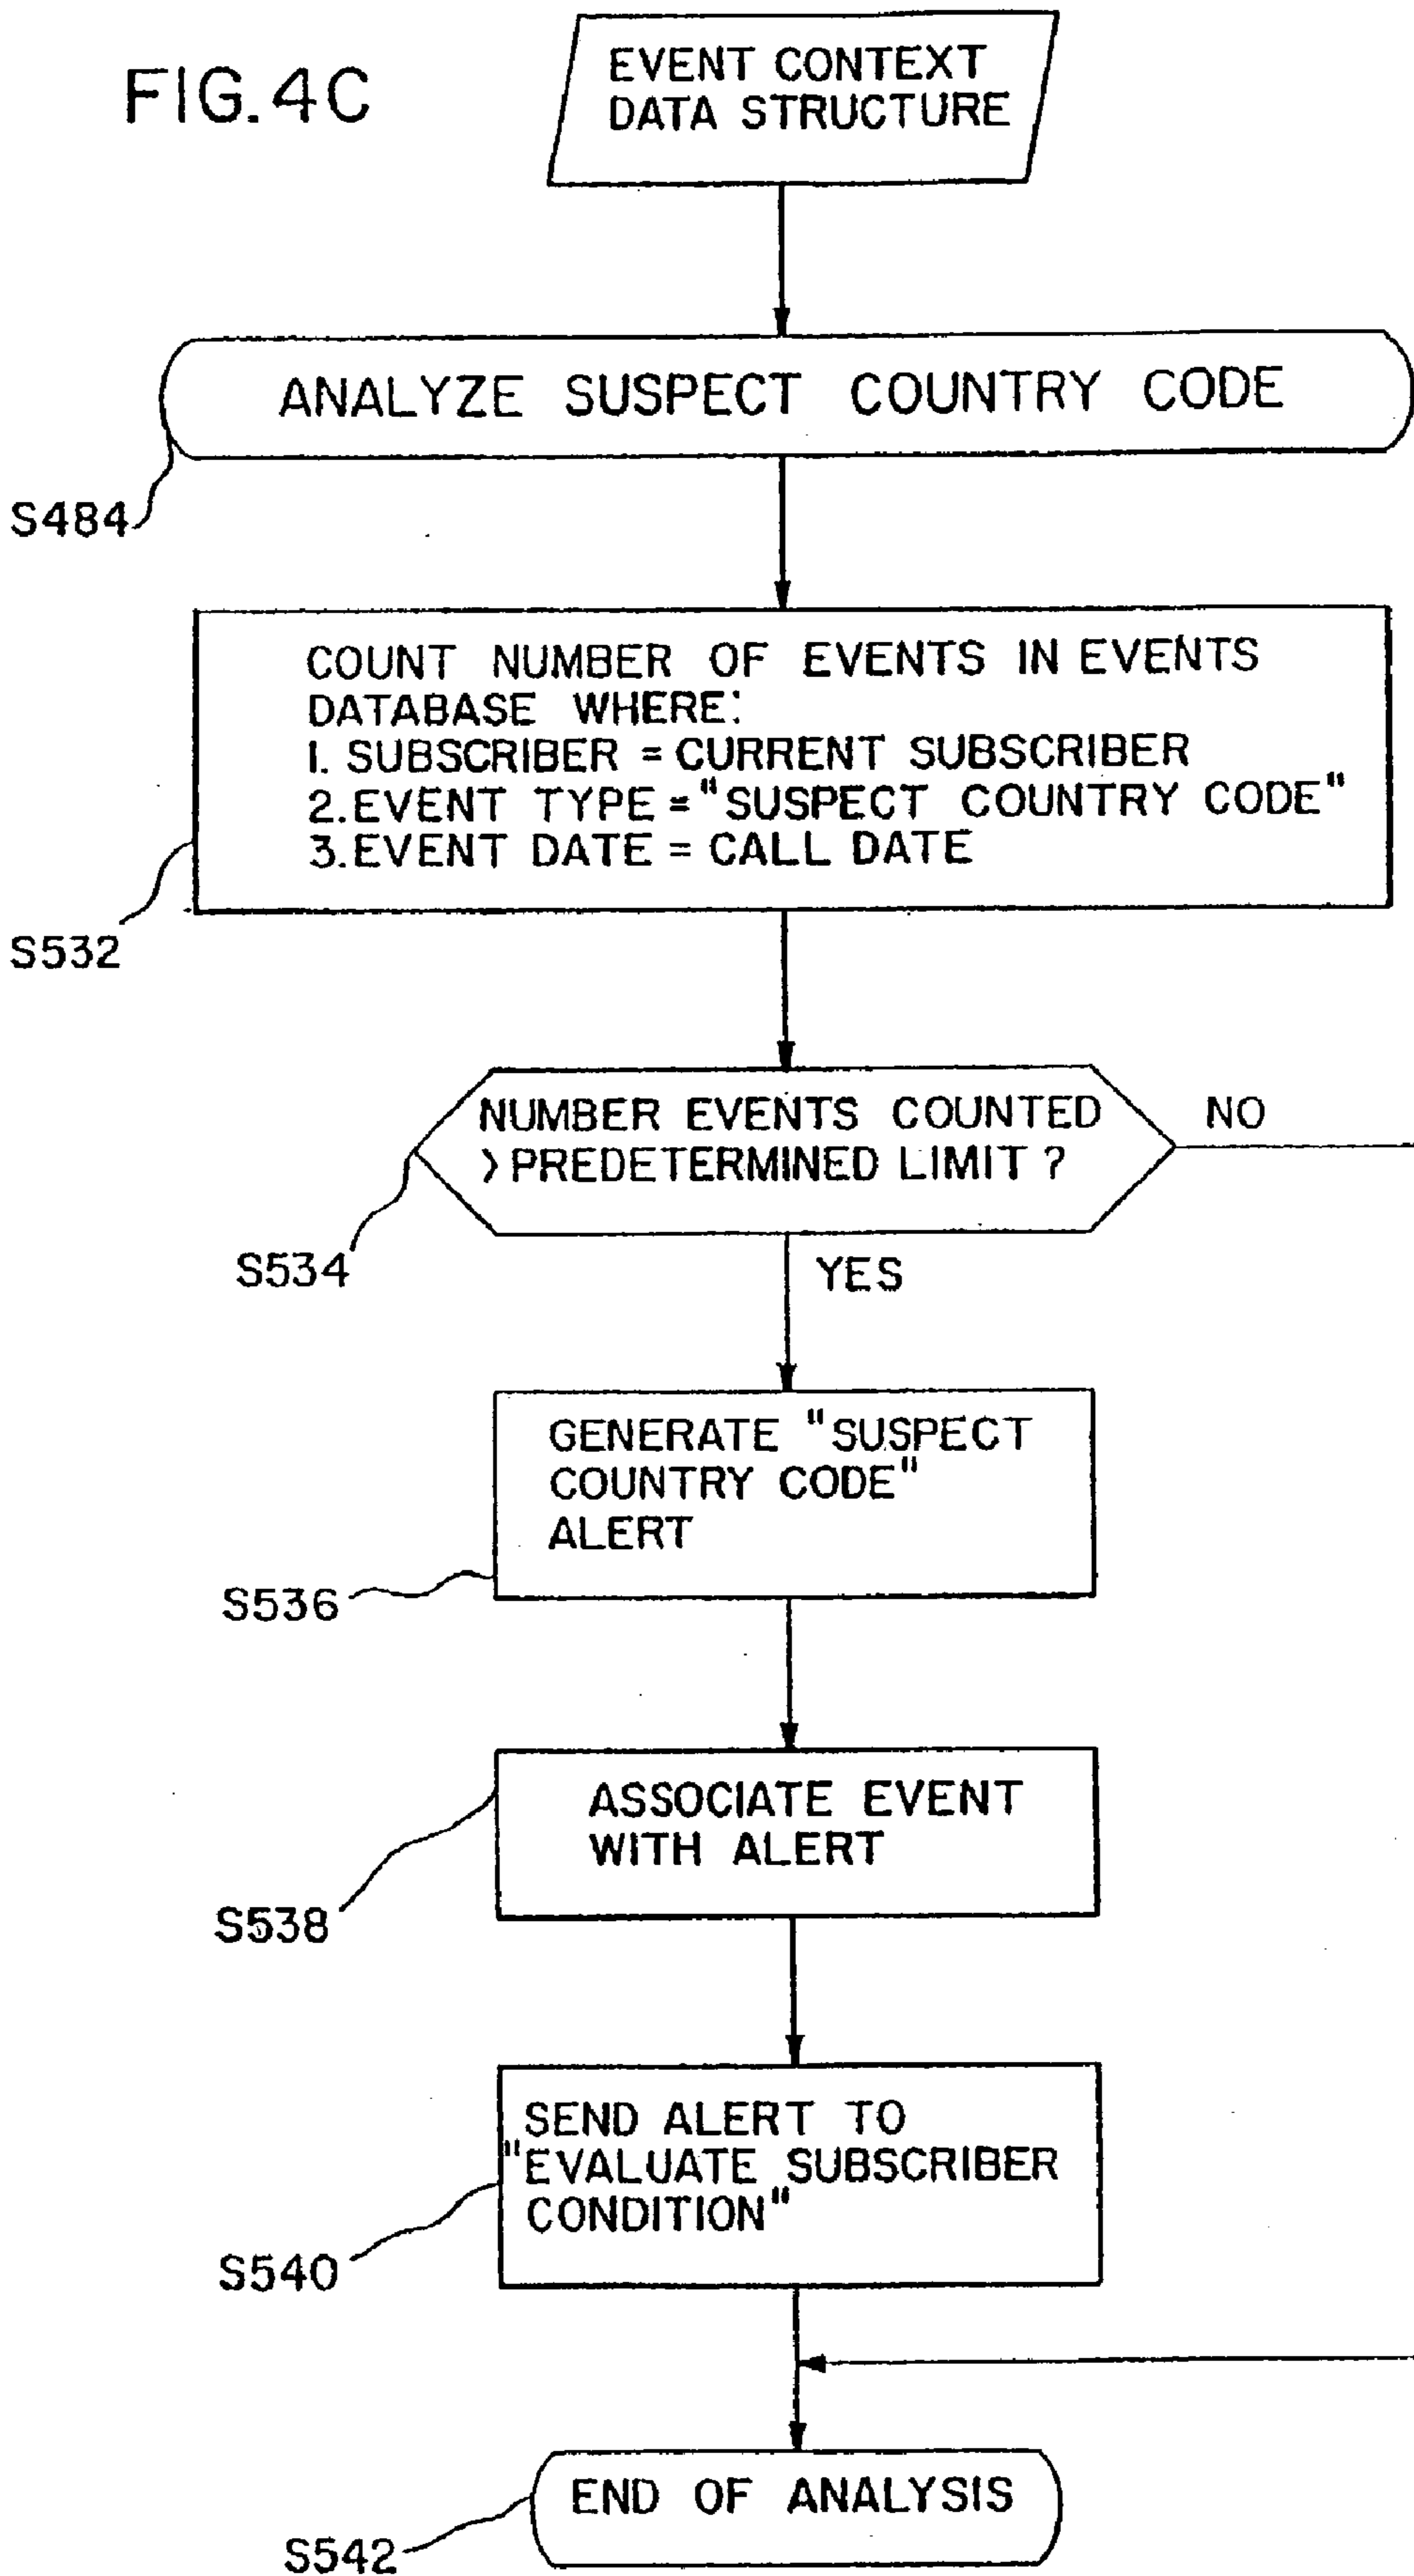 FIG. 4C
EVENT CONTEXT
DATA STRUCTURE
ANALYZE SUSPECT COUNTRY CODE
S484
COUNT NUMBER OF EVENTS IN EVENTS
DATABASE WHERE:
1. SUBSCRIBER = CURRENT SUBSCRIBER
2. EVENT TYPE = "SUSPECT COUNTRY CODE"
3. EVENT DATE = CALL DATE
S532
NUMBER EVENTS COUNTED
> PREDETERMINED LIMIT ?
NO
S534
YES
GENERATE "SUSPECT
COUNTRY CODE"
ALERT
S536
ASSOCIATE EVENT
WITH ALERT
S538
SEND ALERT TO
"EVALUATE SUBSCRIBER
CONDITION"
S540
END OF ANALYSIS
S542